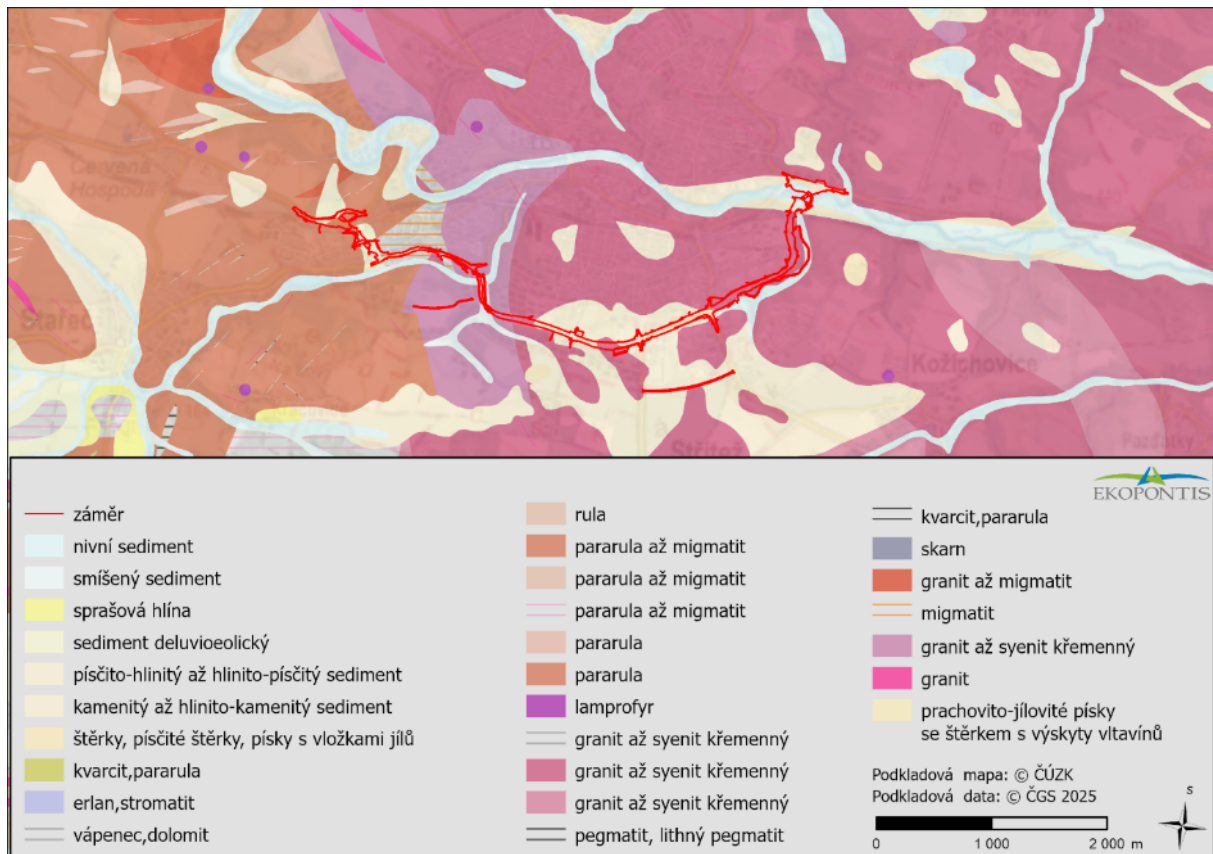 Červená
Hospoda
Stařeč
Kožichovice
Střítež
Pozďátky
EKOPONTIS
záměr
nivní sediment
smíšený sediment
sprašová hlína
sediment deluvioeolický
písčito-hlinitý až hlinito-písčitý sediment
kamenitý až hlinito-kamenitý sediment
štěrky, písčité štěrky, písky s vložkami jílů
kvarcit,pararula
erlan,stromatit
vápenec,dolomit
rula
pararula až migmatit
pararula až migmatit
pararula až migmatit
pararula
pararula
lamprofyr
granit až syenit křemenný
granit až syenit křemenný
granit až syenit křemenný
pegmatit, lithný pegmatit
kvarcit,pararula
skarn
granit až migmatit
migmatit
granit až syenit křemenný
granit
prachovito-jílovité písky
se štěrkem s výskyty vltavínů
Podkladová mapa: © ČÚZK
Podkladová data: © ČGS 2025
S
0 1 000 2 000 m